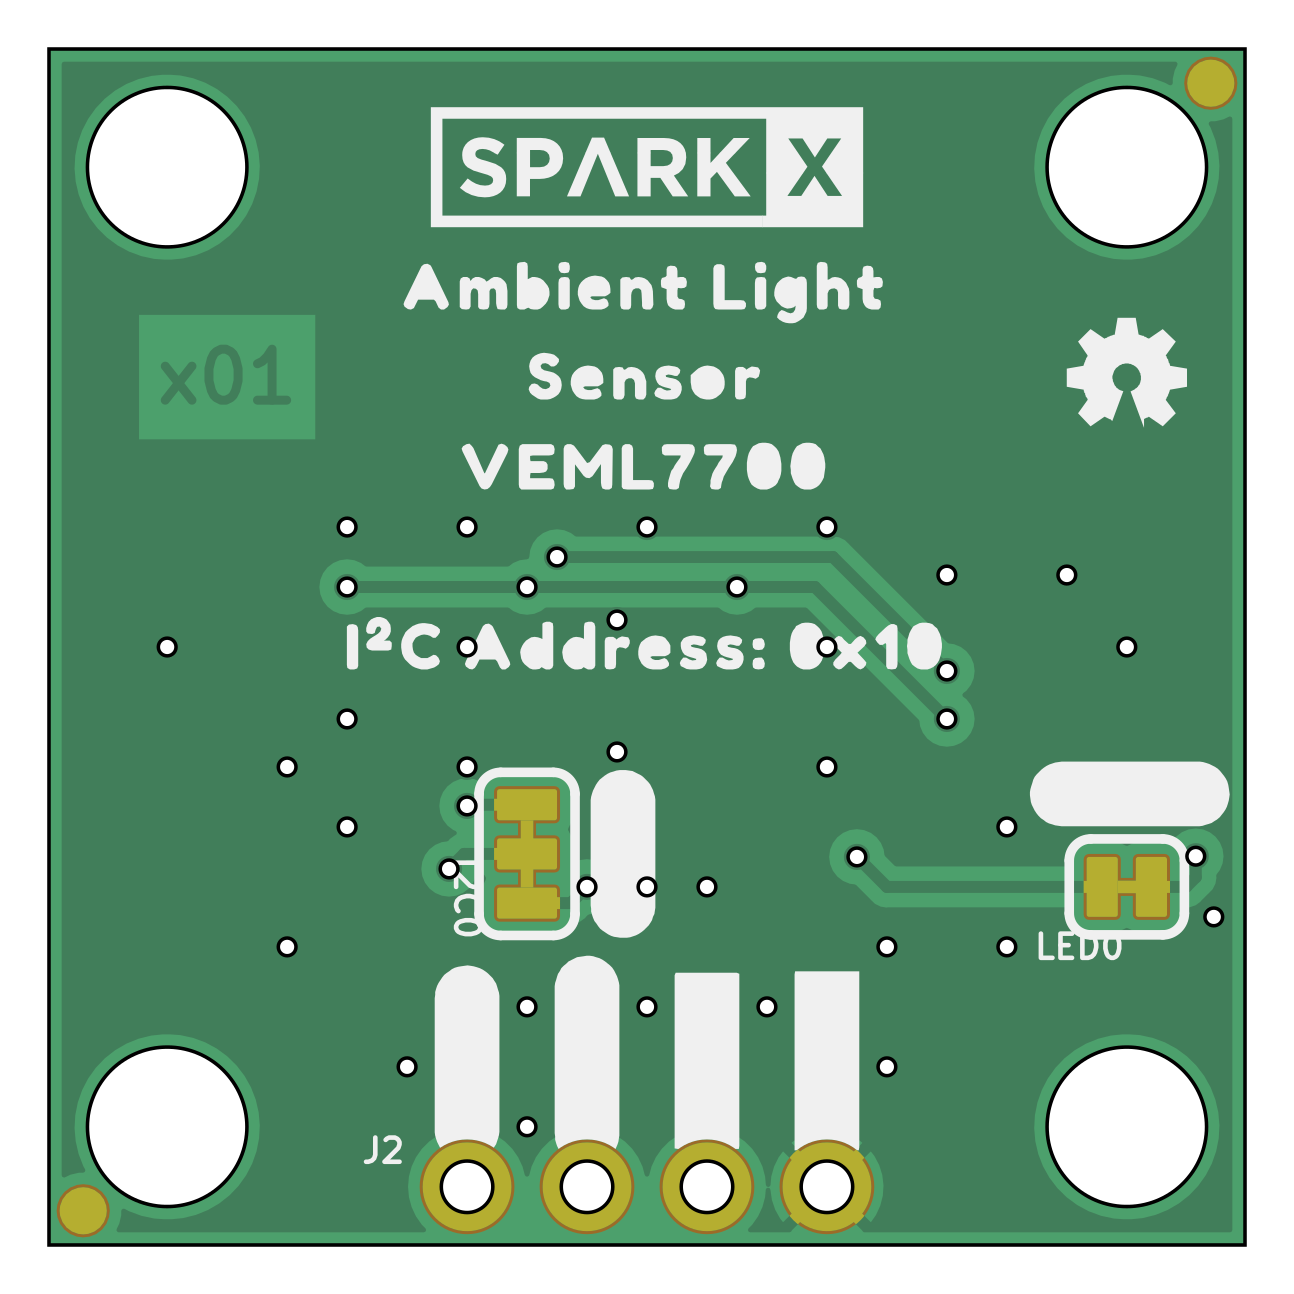 SPARK X
Ambient Light
x01
Sensor
VEML7700
I²C Address: 0x10
I2C0
LED0
J2